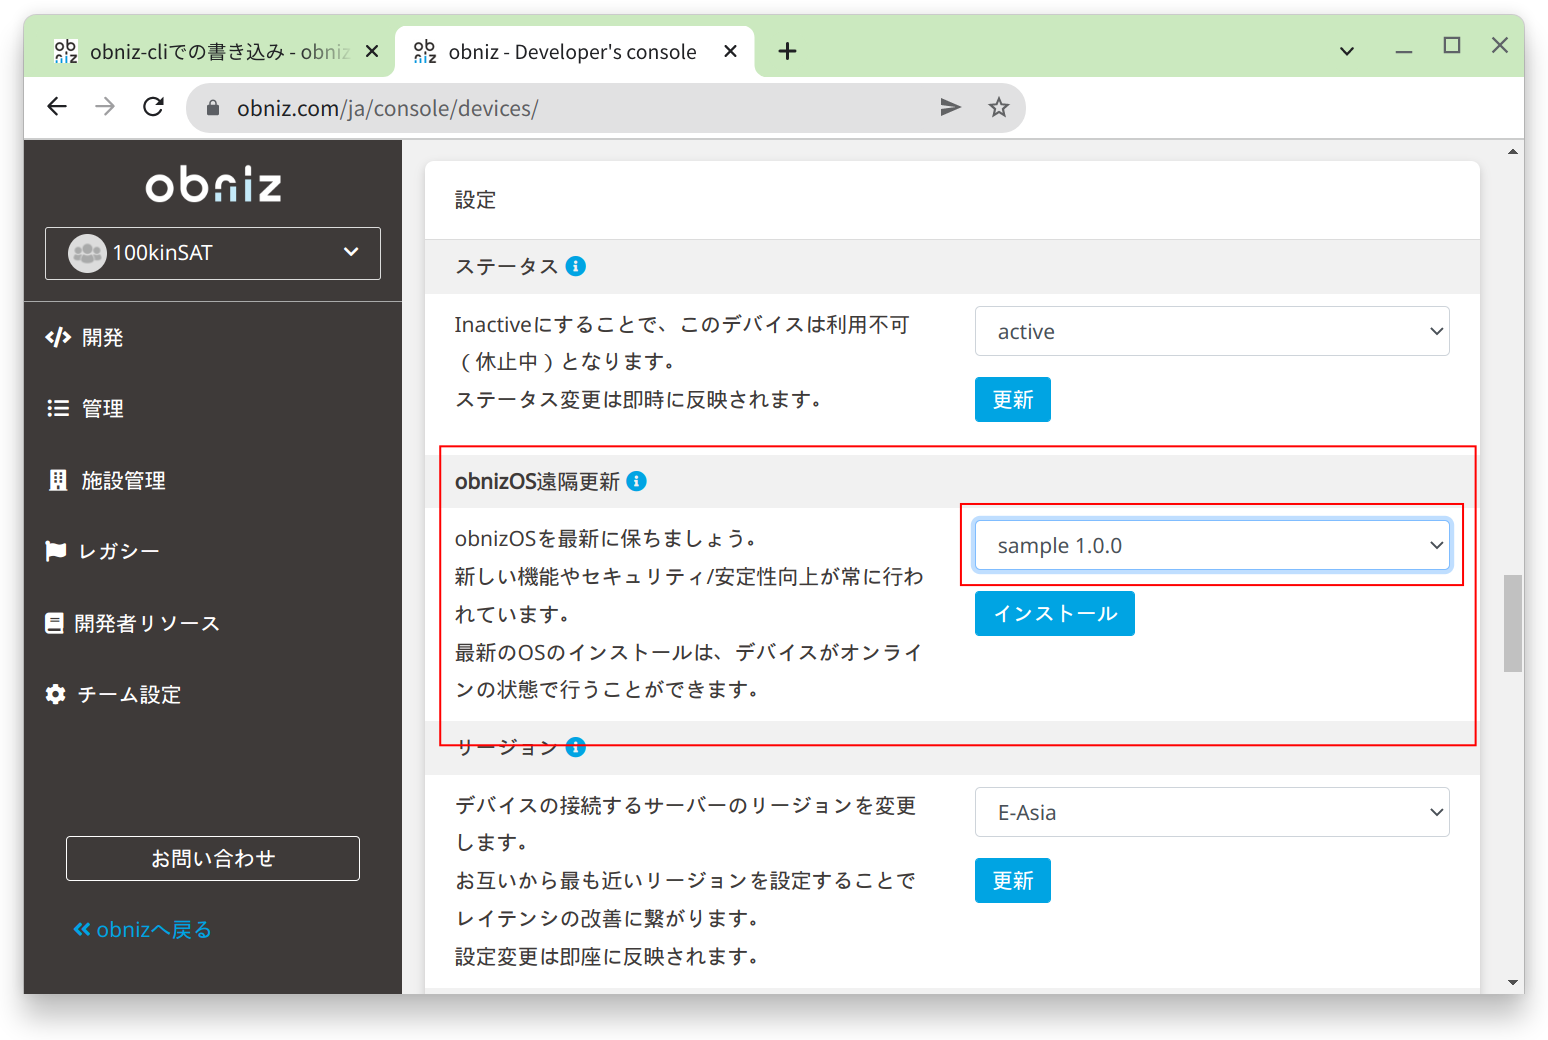 obniz-cliでの書き込み - obniz
obniz - Developer's console
obniz.com/ja/console/devices/
obniz
100kinSAT
開発
管理
施設管理
レガシー
開発者リソース
チーム設定
お問い合わせ
obnizへ戻る
設定
ステータス
Inactiveにすることで、このデバイスは利用不可
（休止中）となります。
ステータス変更は即時に反映されます。
active
更新
obnizOS遠隔更新
obnizOSを最新に保ちましょう。
新しい機能やセキュリティ/安定性向上が常に行わ
れています。
最新のOSのインストールは、デバイスがオンライ
ンの状態で行うことができます。
sample 1.0.0
インストール
リージョン
デバイスの接続するサーバーのリージョンを変更
します。
お互いから最も近いリージョンを設定することで
レイテンシの改善に繋がります。
設定変更は即座に反映されます。
E-Asia
更新